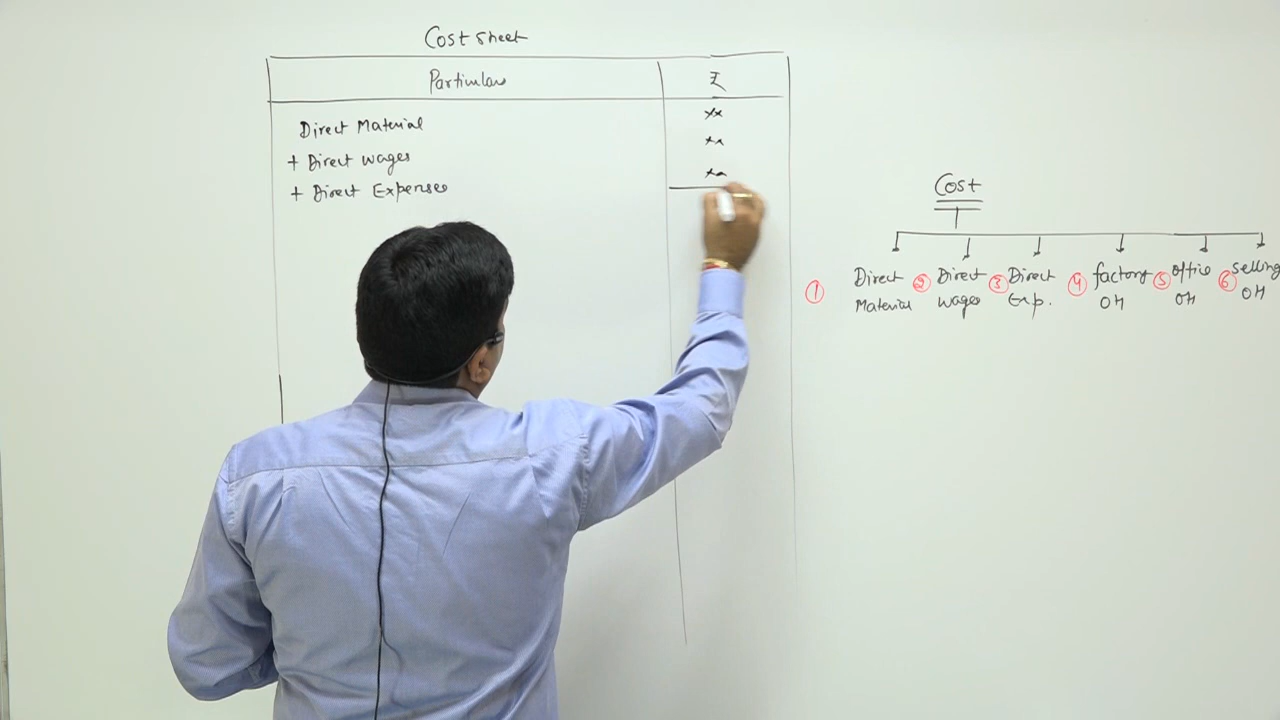 Cost sheet
Particulars ₹
Direct Material xx
+ Direct wages xx
+ Direct Expenses xx
Cost
① Direct Material
② Direct wages
③ Direct Exp.
④ factory OH
⑤ office OH
⑥ selling OH